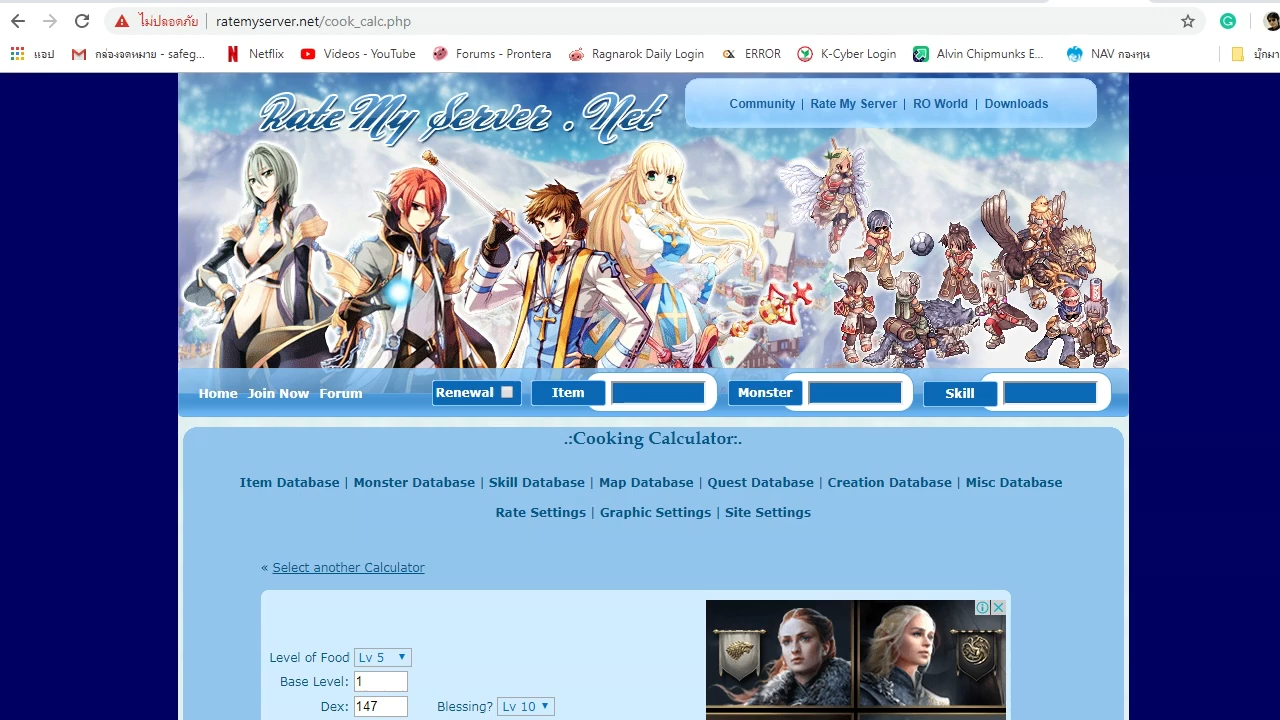 ไม่ปลอดภัย | ratemyserver.net/cook_calc.php
แอป กล่องจดหมาย - safeg... Netflix Videos - YouTube Forums - Prontera Ragnarok Daily Login ERROR K-Cyber Login Alvin Chipmunks E... NAV กองทุน บุ๊กมา
Rate My Server .Net
Community | Rate My Server | RO World | Downloads
Home Join Now Forum Renewal Item Monster Skill
.:Cooking Calculator:.
Item Database | Monster Database | Skill Database | Map Database | Quest Database | Creation Database | Misc Database
Rate Settings | Graphic Settings | Site Settings
« Select another Calculator
Level of Food Lv 5
Base Level: 1
Dex: 147 Blessing? Lv 10